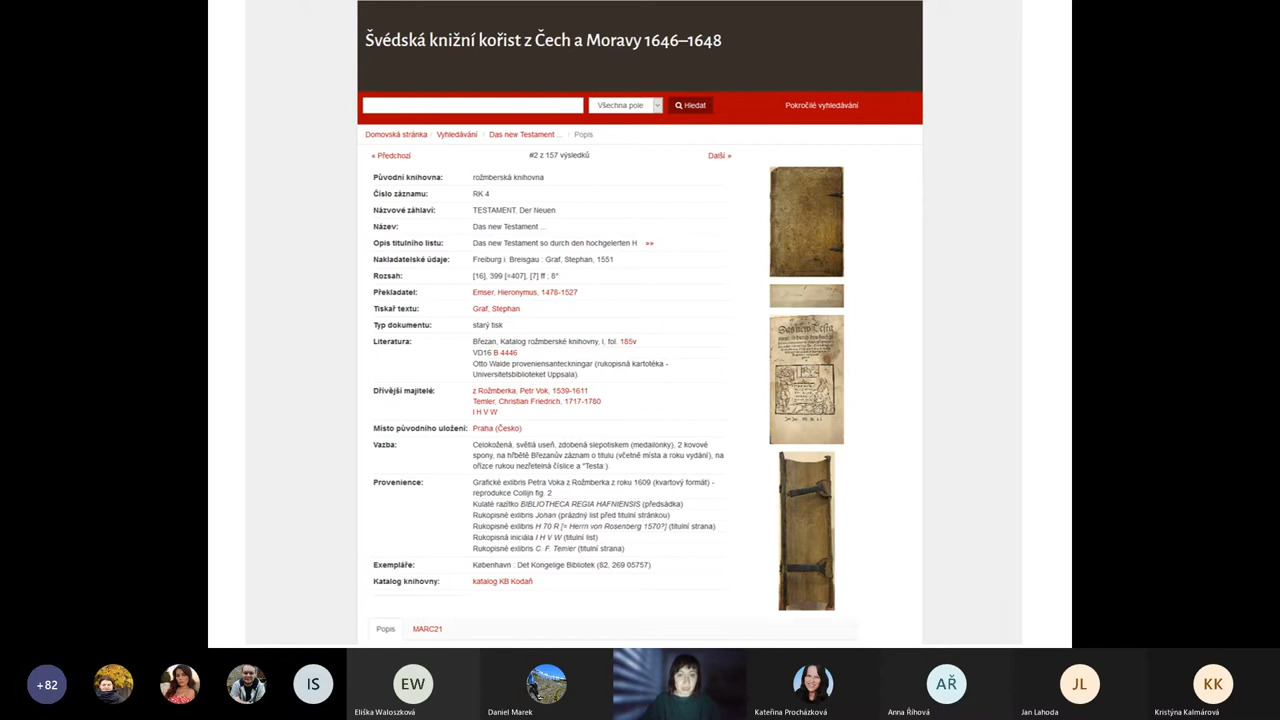 Švédská knižní kořist z Čech a Moravy 1646–1648
Všechna pole
Hledat
Pokročilé vyhledávání
Domovská stránka / Vyhledávání / Das new Testament ... / Popis
« Předchozí
#2 z 157 výsledků
Další »
Původní knihovna: rožmberská knihovna
Číslo záznamu: RK 4
Názvové záhlaví: TESTAMENT, Der Neuen
Název: Das new Testament ...
Opis titulního listu: Das new Testament so durch den hochgelerten H. »»
Nakladatelské údaje: Freiburg i. Breisgau : Graf, Stephan, 1551
Rozsah: [16], 399 [=407], [7] ff ; 8°
Překladatel: Emser, Hieronymus, 1478-1527
Tiskař textu: Graf, Stephan
Typ dokumentu: starý tisk
Literatura: Březan, Katalog rožmberské knihovny, I, fol. 185v
VD16 B 4446
Otto Walde proveniensanteckningar (rukopisná kartotéka -
Universitetsbiblioteket Uppsala).
Dřívější majitelé: z Rožmberka, Petr Vok, 1539-1611
Temler, Christian Friedrich, 1717-1780
I H V W
Místo původního uložení: Praha (Česko)
Vazba: Celokožená, světlá useň, zdobená slepotiskem (medailonky), 2 kovové
spony, na hřbětě Březanův záznam o titulu (včetně místa a roku vydání), na
ořízce rukou nezřetelná číslice a "Testa:).
Provenience: Grafické exlibris Petra Voka z Rožmberka z roku 1609 (kvartový formát) -
reprodukce Collijn fig. 2
Kulaté razítko BIBLIOTHECA REGIA HAFNIENSIS (předsádka)
Rukopisné exlibris Johan (prázdný list před titulní stránkou)
Rukopisné exlibris H 70 R [= Herrn von Rosenberg 1570?] (titulní strana)
Rukopisná iniciála I H V W (titulní list)
Rukopisné exlibris C. F. Temler (titulní strana)
Exempláře: København : Det Kongelige Bibliotek (82, 269 05757)
Katalog knihovny: katalog KB Kodaň
Das new Testa
Popis
MARC21
+82
IS
EW
AŘ
JL
KK
Eliška Waloszková
Daniel Marek
Kateřina Procházková
Anna Říhová
Jan Lahoda
Kristýna Kalmárová